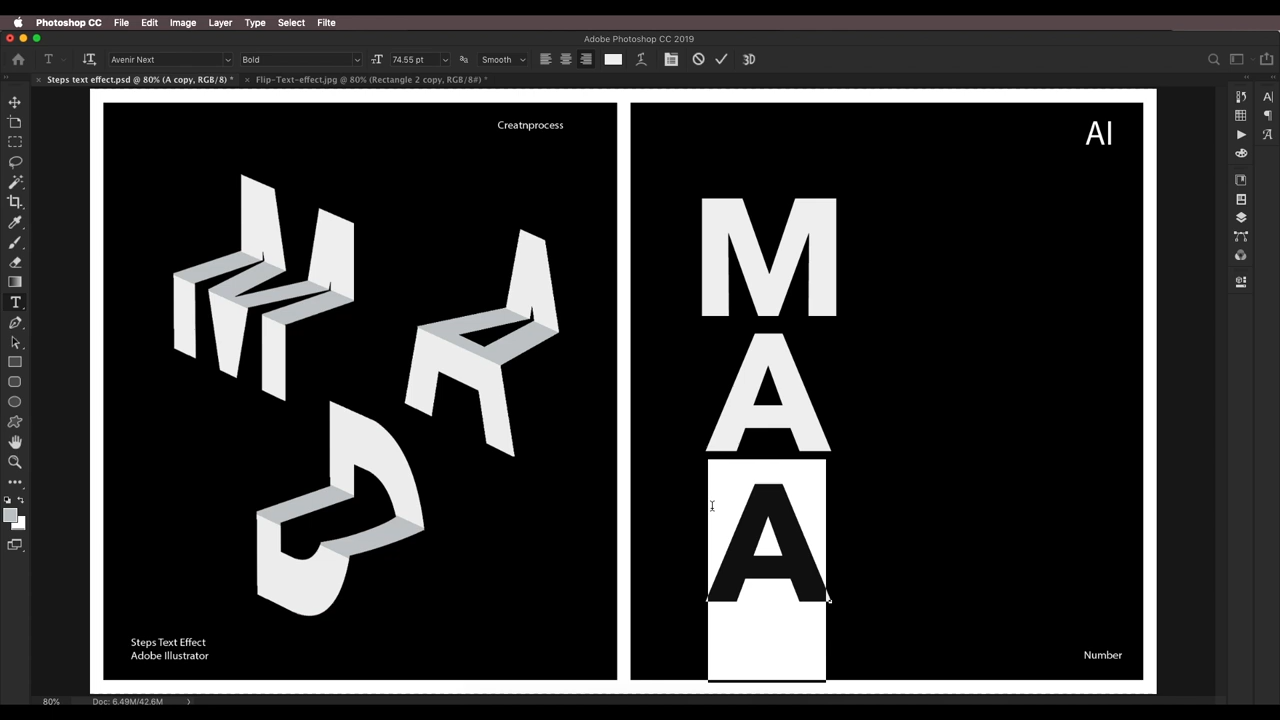 Photoshop CC File Edit Image Layer Type Select Filte
Adobe Photoshop CC 2019
T Avenir Next Bold 74.55 pt Smooth 3D
Steps text effect.psd @ 80% (A copy, RGB/8) * Flip-Text-effect.jpg @ 80% (Rectangle 2 copy, RGB/8#) *
Creatnprocess
M
A
D
Steps Text Effect
Adobe Illustrator
AI
M
A
A
Number
80% Doc: 6.49M/42.6M